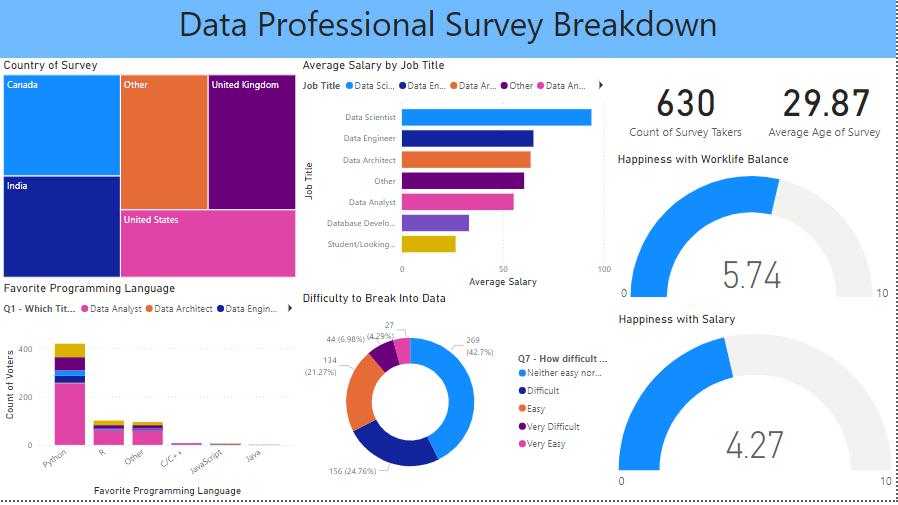 Data Professional Survey Breakdown
Country of Survey
Canada
Other
United Kingdom
India
United States
Average Salary by Job Title
Job Title Data Sci... Data En... Data Ar... Other Data An...
Job Title
Data Scientist
Data Engineer
Data Architect
Other
Data Analyst
Database Develo...
Student/Looking...
0 50 100
Average Salary
630
Count of Survey Takers
29.87
Average Age of Survey
Happiness with Worklife Balance
5.74
0 10
Favorite Programming Language
Q1 - Which Tit... Data Analyst Data Architect Data Engin...
Count of Voters
400
200
0
Python R Other C/C++ JavaScript Java
Favorite Programming Language
Difficulty to Break Into Data
27
(4.29%)
44 (6.98%)
134
(21.27%)
269
(42.7%)
156 (24.76%)
Q7 - How difficult ...
Neither easy nor...
Difficult
Easy
Very Difficult
Very Easy
Happiness with Salary
4.27
0 10